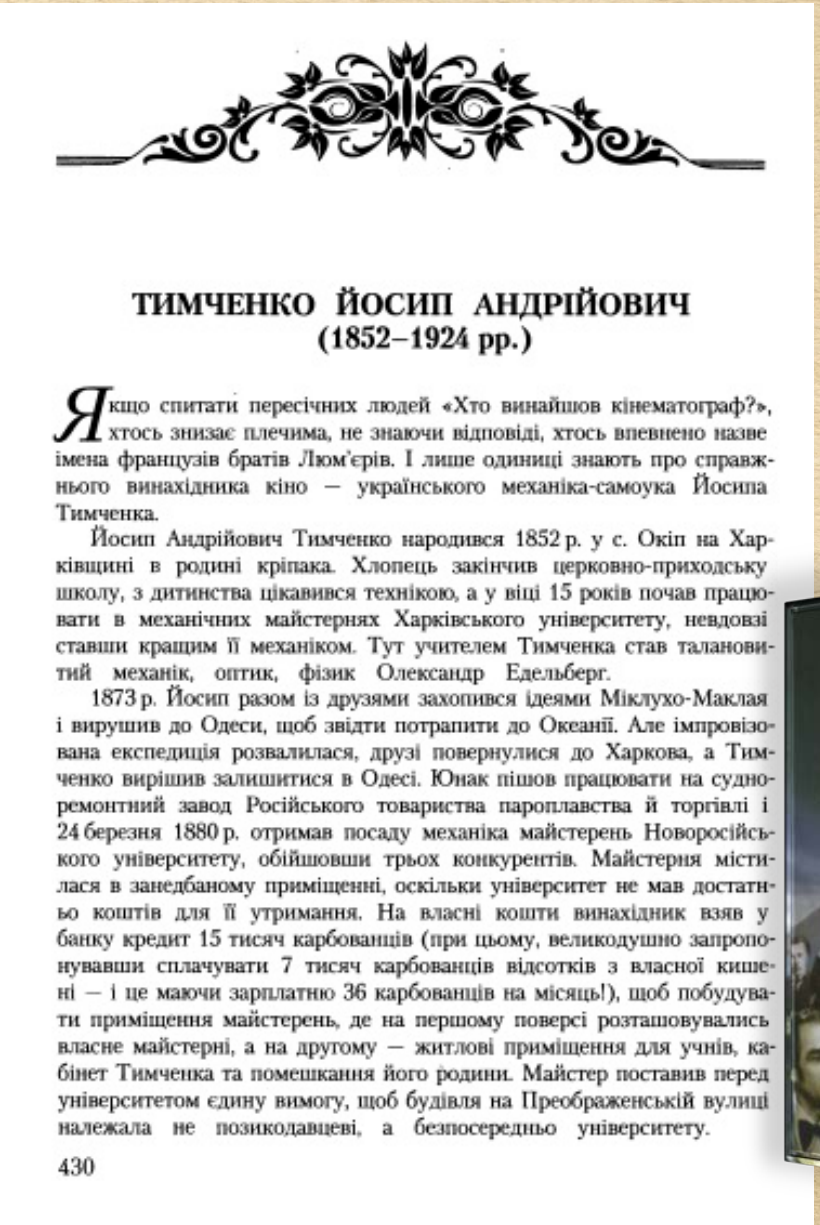 ТИМЧЕНКО ЙОСИП АНДРІЙОВИЧ
(1852–1924 рр.)
Якщо спитати пересічних людей «Хто винайшов кінематограф?»,
хтось знизає плечима, не знаючи відповіді, хтось впевнено назве
імена французів братів Люм'єрів. І лише одиниці знають про справж-
нього винахідника кіно — українського механіка-самоука Йосипа
Тимченка.
Йосип Андрійович Тимченко народився 1852 р. у с. Окіп на Хар-
ківщині в родині кріпака. Хлопець закінчив церковно-приходську
школу, з дитинства цікавився технікою, а у віці 15 років почав працю-
вати в механічних майстернях Харківського університету, невдовзі
ставши кращим її механіком. Тут учителем Тимченка став талánови-
тий механік, оптик, фізик Олександр Едельберг.
1873 р. Йосип разом із друзями захопився ідеями Міклухо-Маклая
і вирушив до Одеси, щоб звідти потрапити до Океанії. Але імпровізо-
вана експедиція розвалилася, друзі повернулися до Харкова, а Тим-
ченко вирішив залишитися в Одесі. Юнак пішов працювати на судно-
ремонтний завод Російського товариства пароплавства й торгівлі і
24 березня 1880 р. отримав посаду механіка майстерень Новоросійсь-
кого університету, обійшовши трьох конкурентів. Майстерня місти-
лася в занедбаному приміщенні, оскільки університет не мав достатн-
ьо коштів для її утримання. На власні кошти винахідник взяв у
банку кредит 15 тисяч карбованців (при цьому, великодушно запропо-
нувавши сплачувати 7 тисяч карбованців відсотків з власної кише-
ні — і це маючи зарплатню 36 карбованців на місяць!), щоб побудува-
ти приміщення майстерень, де на першому поверсі розташовувались
власне майстерні, а на другому — житлові приміщення для учнів, ка-
бінет Тимченка та помешкання його родини. Майстер поставив перед
університетом єдину вимогу, щоб будівля на Преображенській вулиці
належала не позикодавцеві, а безпосередньо університету.
430